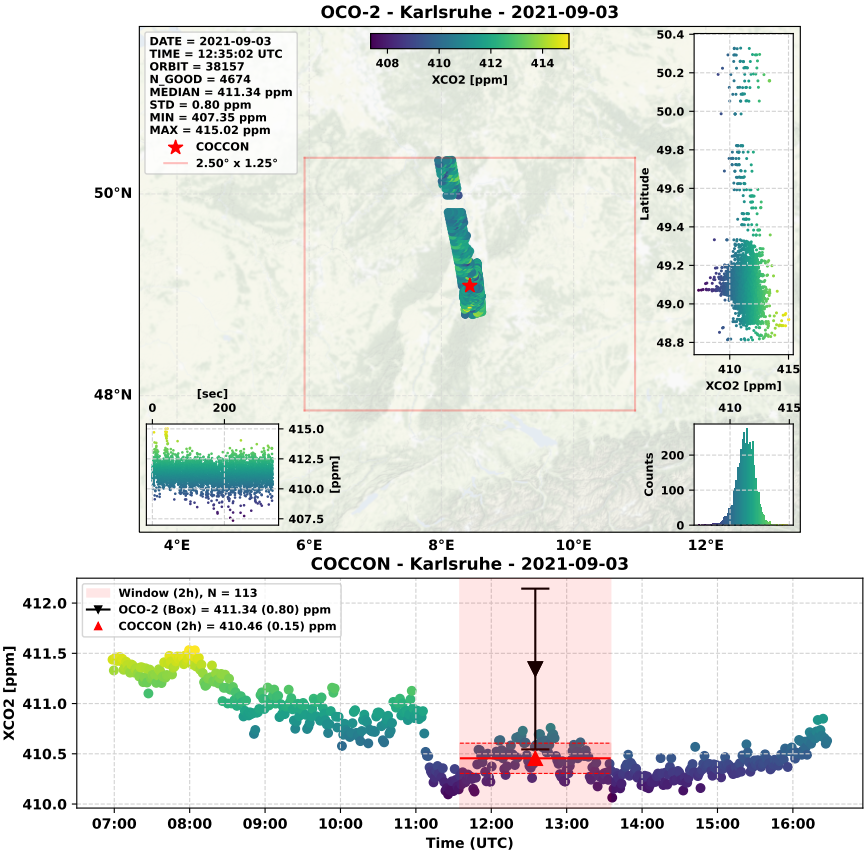 OCO-2 - Karlsruhe - 2021-09-03
DATE = 2021-09-03
TIME = 12:35:02 UTC
ORBIT = 38157
N_GOOD = 4674
MEDIAN = 411.34 ppm
STD = 0.80 ppm
MIN = 407.35 ppm
MAX = 415.02 ppm
COCCON
2.50° x 1.25°
408 410 412 414
XCO2 [ppm]
50.4
50.2
50.0
49.8
49.6
49.4
49.2
49.0
48.8
Latitude
410 415
XCO2 [ppm]
50°N
48°N
[sec]
0 200
415.0
412.5
410.0
407.5
[ppm]
410 415
200
100
0
Counts
4°E 6°E 8°E 10°E 12°E
COCCON - Karlsruhe - 2021-09-03
Window (2h), N = 113
OCO-2 (Box) = 411.34 (0.80) ppm
COCCON (2h) = 410.46 (0.15) ppm
412.0
411.5
411.0
410.5
410.0
XCO2 [ppm]
07:00 08:00 09:00 10:00 11:00 12:00 13:00 14:00 15:00 16:00
Time (UTC)